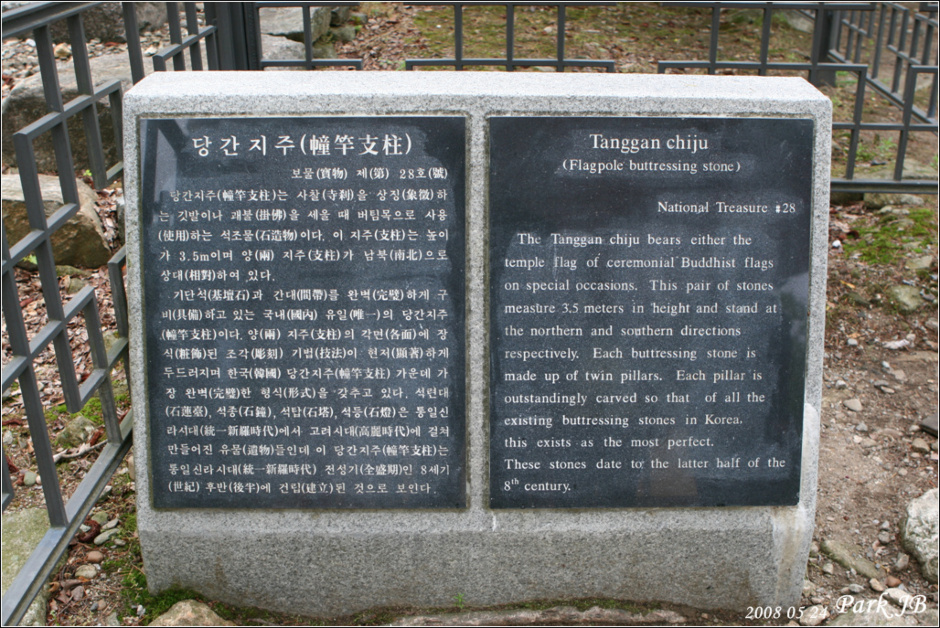 당간지주(幢竿支柱)
보물(寶物) 제(第) 28호(號)
당간지주(幢竿支柱)는 사찰(寺刹)을 상징(象徵)하
는 깃발이나 괘불(掛佛)을 세울 때 버팀목으로 사용
(使用)하는 석조물(石造物)이다. 이 지주(支柱)는 높이
가 3.5m이며 양(兩) 지주(支柱)가 남북(南北)으로
상대(相對)하여 있다.
기단석(基壇石)과 간대(間帶)를 완벽(完璧)하게 구
비(具備)하고 있는 국내(國內) 유일(唯一)의 당간지주
(幢竿支柱)이다. 양(兩) 지주(支柱)의 각면(各面)에 장
식(粧飾)된 조각(彫刻) 기법(技法)이 현저(顯著)하게
두드러지며 한국(韓國) 당간지주(幢竿支柱) 가운데 가
장 완벽(完璧)한 형식(形式)을 갖추고 있다. 석련대
(石蓮臺), 석종(石鐘), 석탑(石塔), 석등(石燈)은 통일신
라시대(統一新羅時代)에서 고려시대(高麗時代)에 걸쳐
만들어진 유물(遺物)들인데 이 당간지주(幢竿支柱)는
통일신라시대(統一新羅時代) 전성기(全盛期)인 8세기
(世紀) 후반(後半)에 건립(建立)된 것으로 보인다.
Tanggan chiju
(Flagpole buttressing stone)
National Treasure #28
The Tanggan chiju bears either the
temple flag of ceremonial Buddhist flags
on special occasions. This pair of stones
measure 3.5 meters in height and stand at
the northern and southern directions
respectively. Each buttressing stone is
made up of twin pillars. Each pillar is
outstandingly carved so that of all the
existing buttressing stones in Korea,
this exists as the most perfect.
These stones date to the latter half of the
8th century.
2008 05 24 Park JB